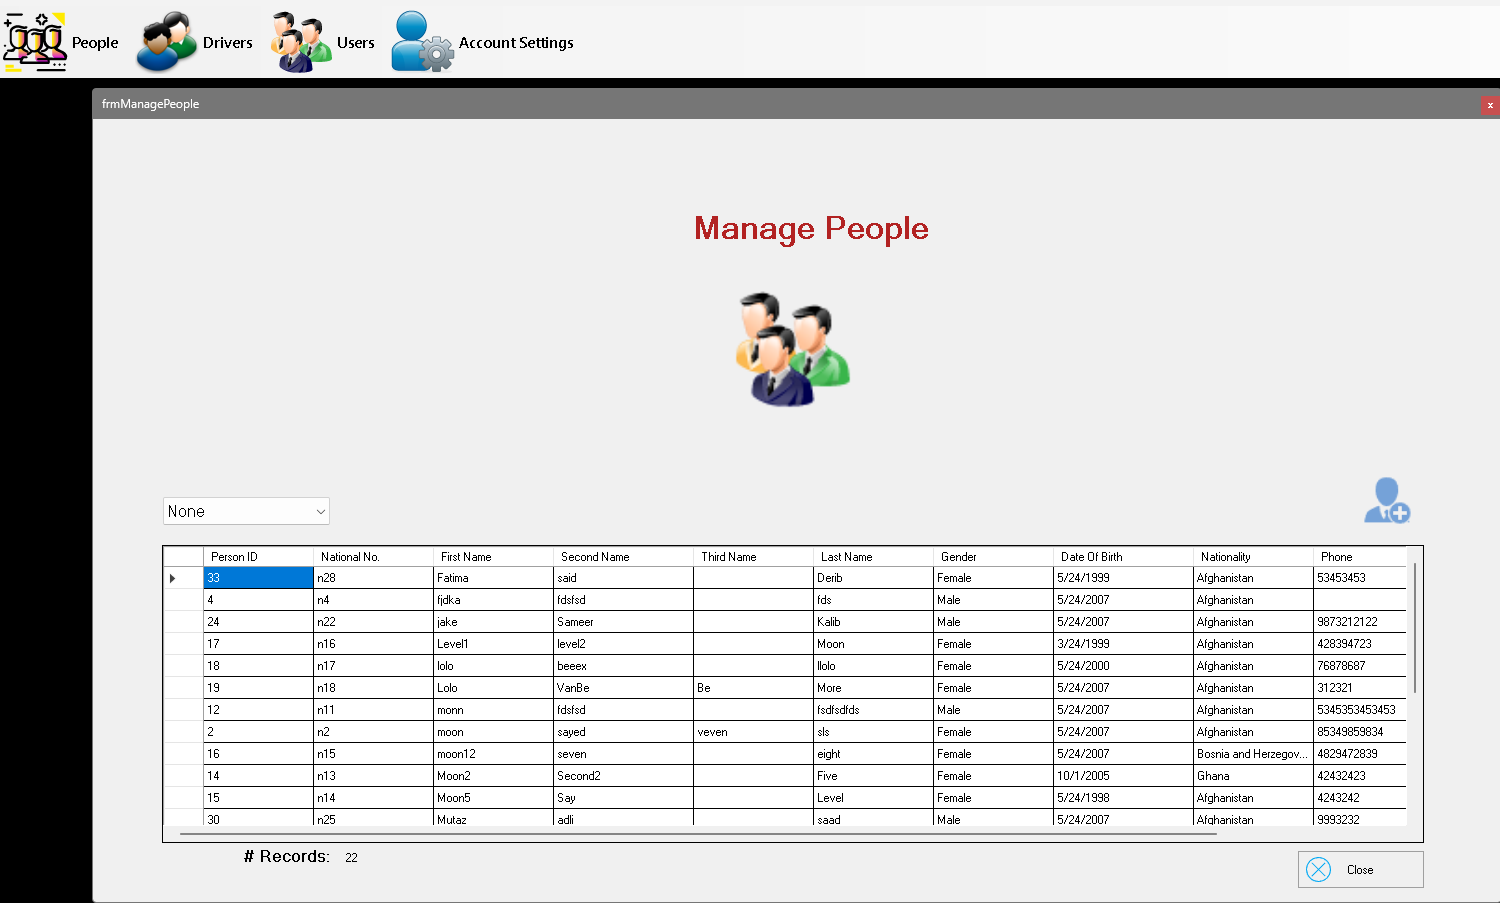 People Drivers Users Account Settings
frmManagePeople
x
Manage People
None
Person ID National No. First Name Second Name Third Name Last Name Gender Date Of Birth Nationality Phone
33 n28 Fatima said Derib Female 5/24/1999 Afghanistan 53453453
4 n4 fjdka fdsfsd fds Male 5/24/2007 Afghanistan
24 n22 jake Sameer Kalib Male 5/24/2007 Afghanistan 9873212122
17 n16 Level1 level2 Moon Female 3/24/1999 Afghanistan 428394723
18 n17 lolo beeex llolo Female 5/24/2000 Afghanistan 76878687
19 n18 Lolo VanBe Be More Female 5/24/2007 Afghanistan 312321
12 n11 monn fdsfsd fsdfsdfds Male 5/24/2007 Afghanistan 5345353453453
2 n2 moon sayed veven sls Female 5/24/2007 Afghanistan 85349859834
16 n15 moon12 seven eight Female 5/24/2007 Bosnia and Herzegov... 4829472839
14 n13 Moon2 Second2 Five Female 10/1/2005 Ghana 42432423
15 n14 Moon5 Say Level Female 5/24/1998 Afghanistan 4243242
30 n25 Mutaz adli saad Male 5/24/2007 Afghanistan 9993232
# Records: 22
Close